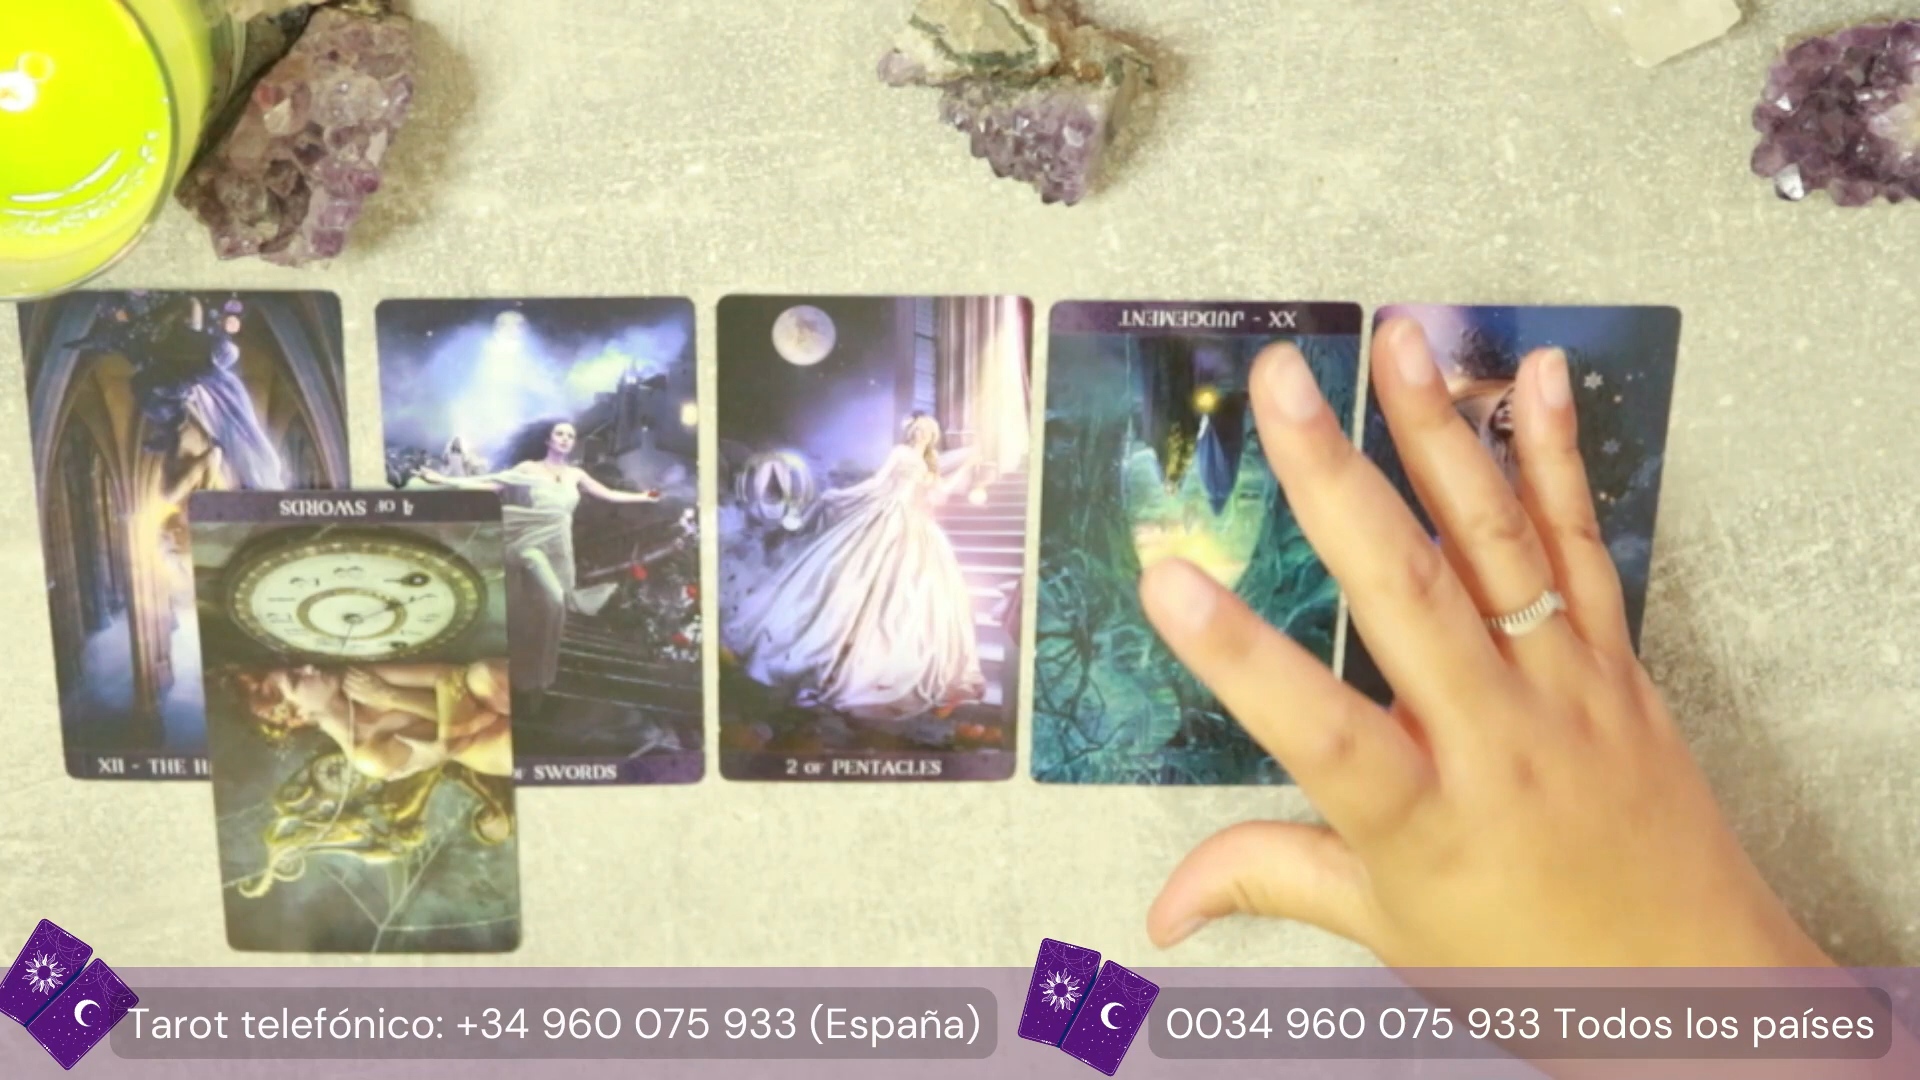 XX - JUDGEMENT
4 OF SWORDS
XII - THE H
OF SWORDS
2 OF PENTACLES
Tarot telefónico: +34 960 075 933 (España)
0034 960 075 933 Todos los países